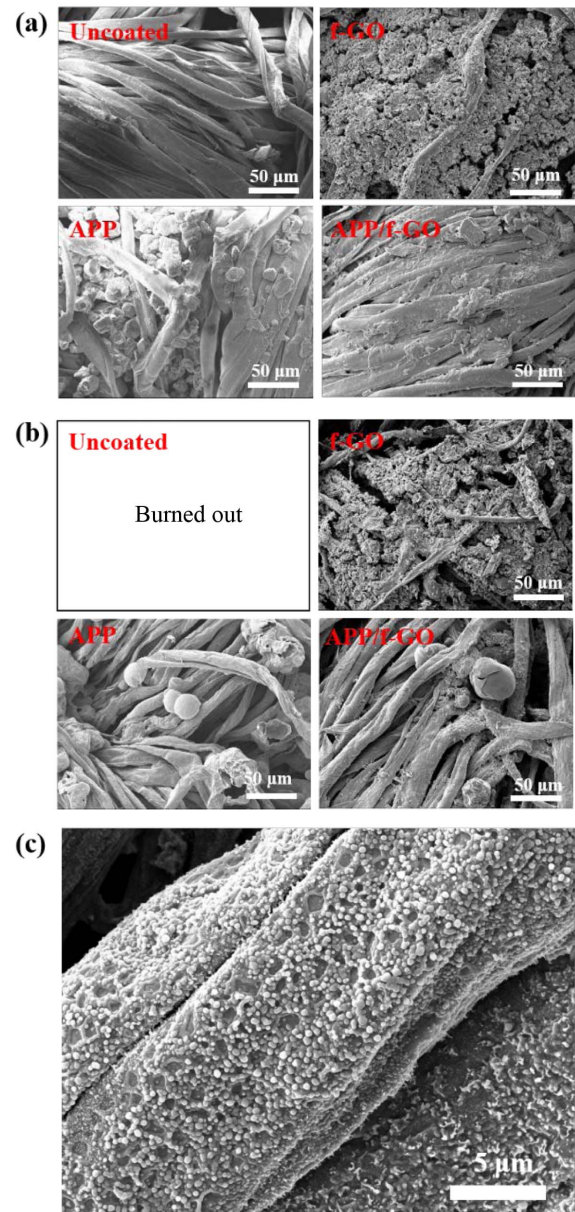 (a)
Uncoated
50 μm
f-GO
50 μm
APP
50 μm
APP/f-GO
50 μm
(b)
Uncoated
Burned out
f-GO
50 μm
APP
50 μm
APP/f-GO
50 μm
(c)
5 μm